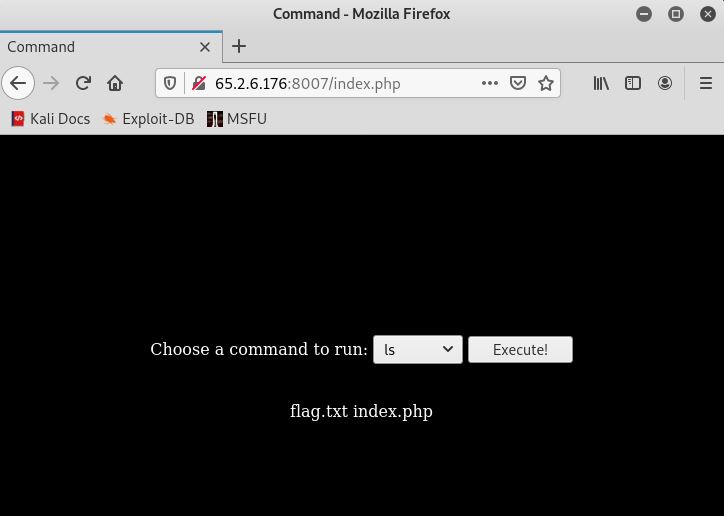 Command - Mozilla Firefox
Command
65.2.6.176:8007/index.php
Kali Docs Exploit-DB MSFU
Choose a command to run: ls Execute!
flag.txt index.php